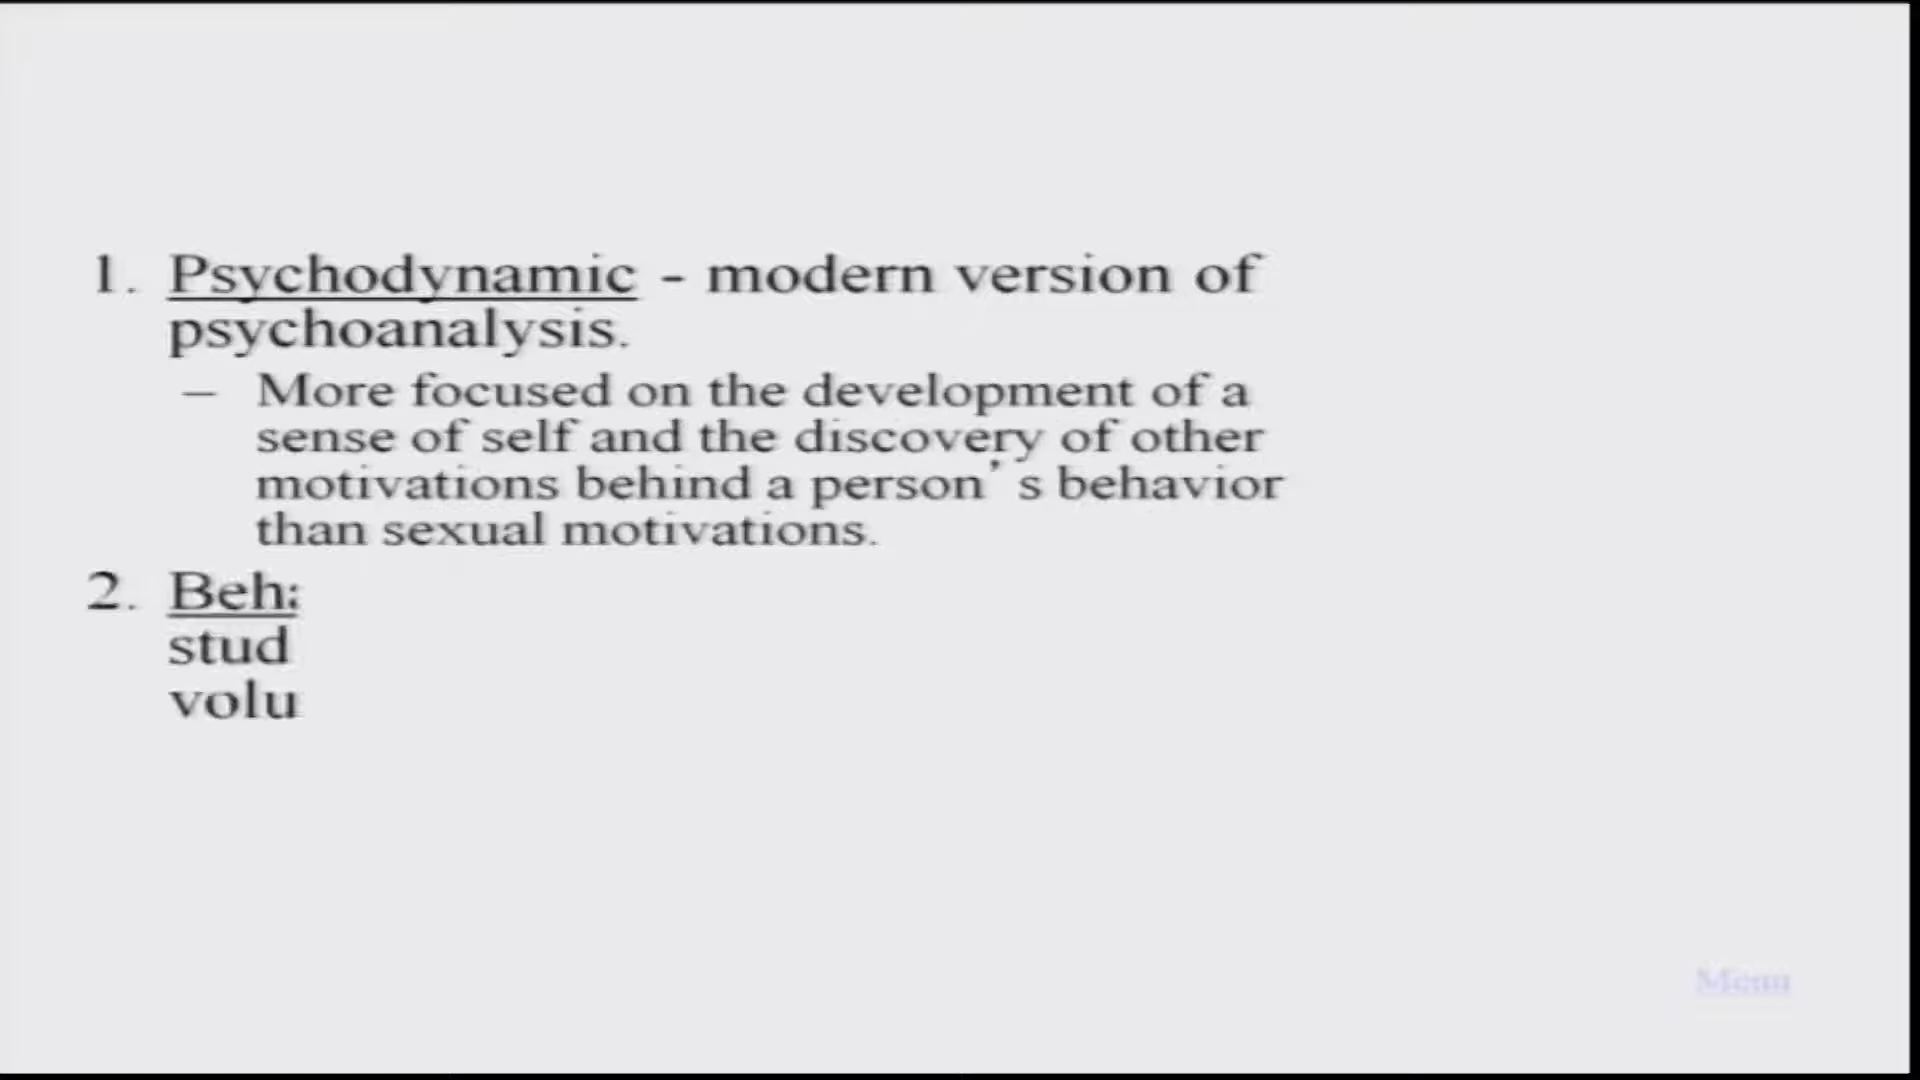 1. Psychodynamic - modern version of
psychoanalysis.
– More focused on the development of a
sense of self and the discovery of other
motivations behind a person’ s behavior
than sexual motivations.
2. Beh
stud
volu
Menu